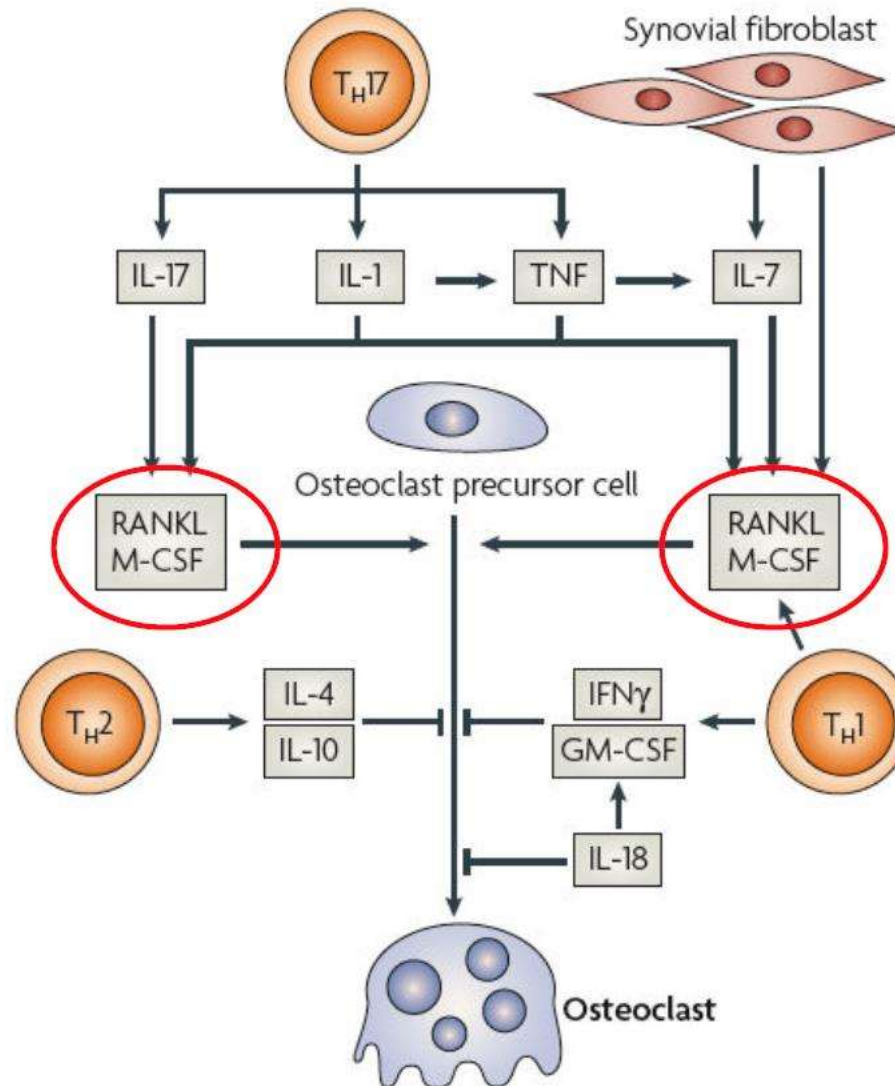 Synovial fibroblast
TH17
IL-17
IL-1
TNF
IL-7
Osteoclast precursor cell
RANKL
M-CSF
RANKL
M-CSF
TH2
IL-4
IL-10
IFNγ
GM-CSF
TH1
IL-18
Osteoclast